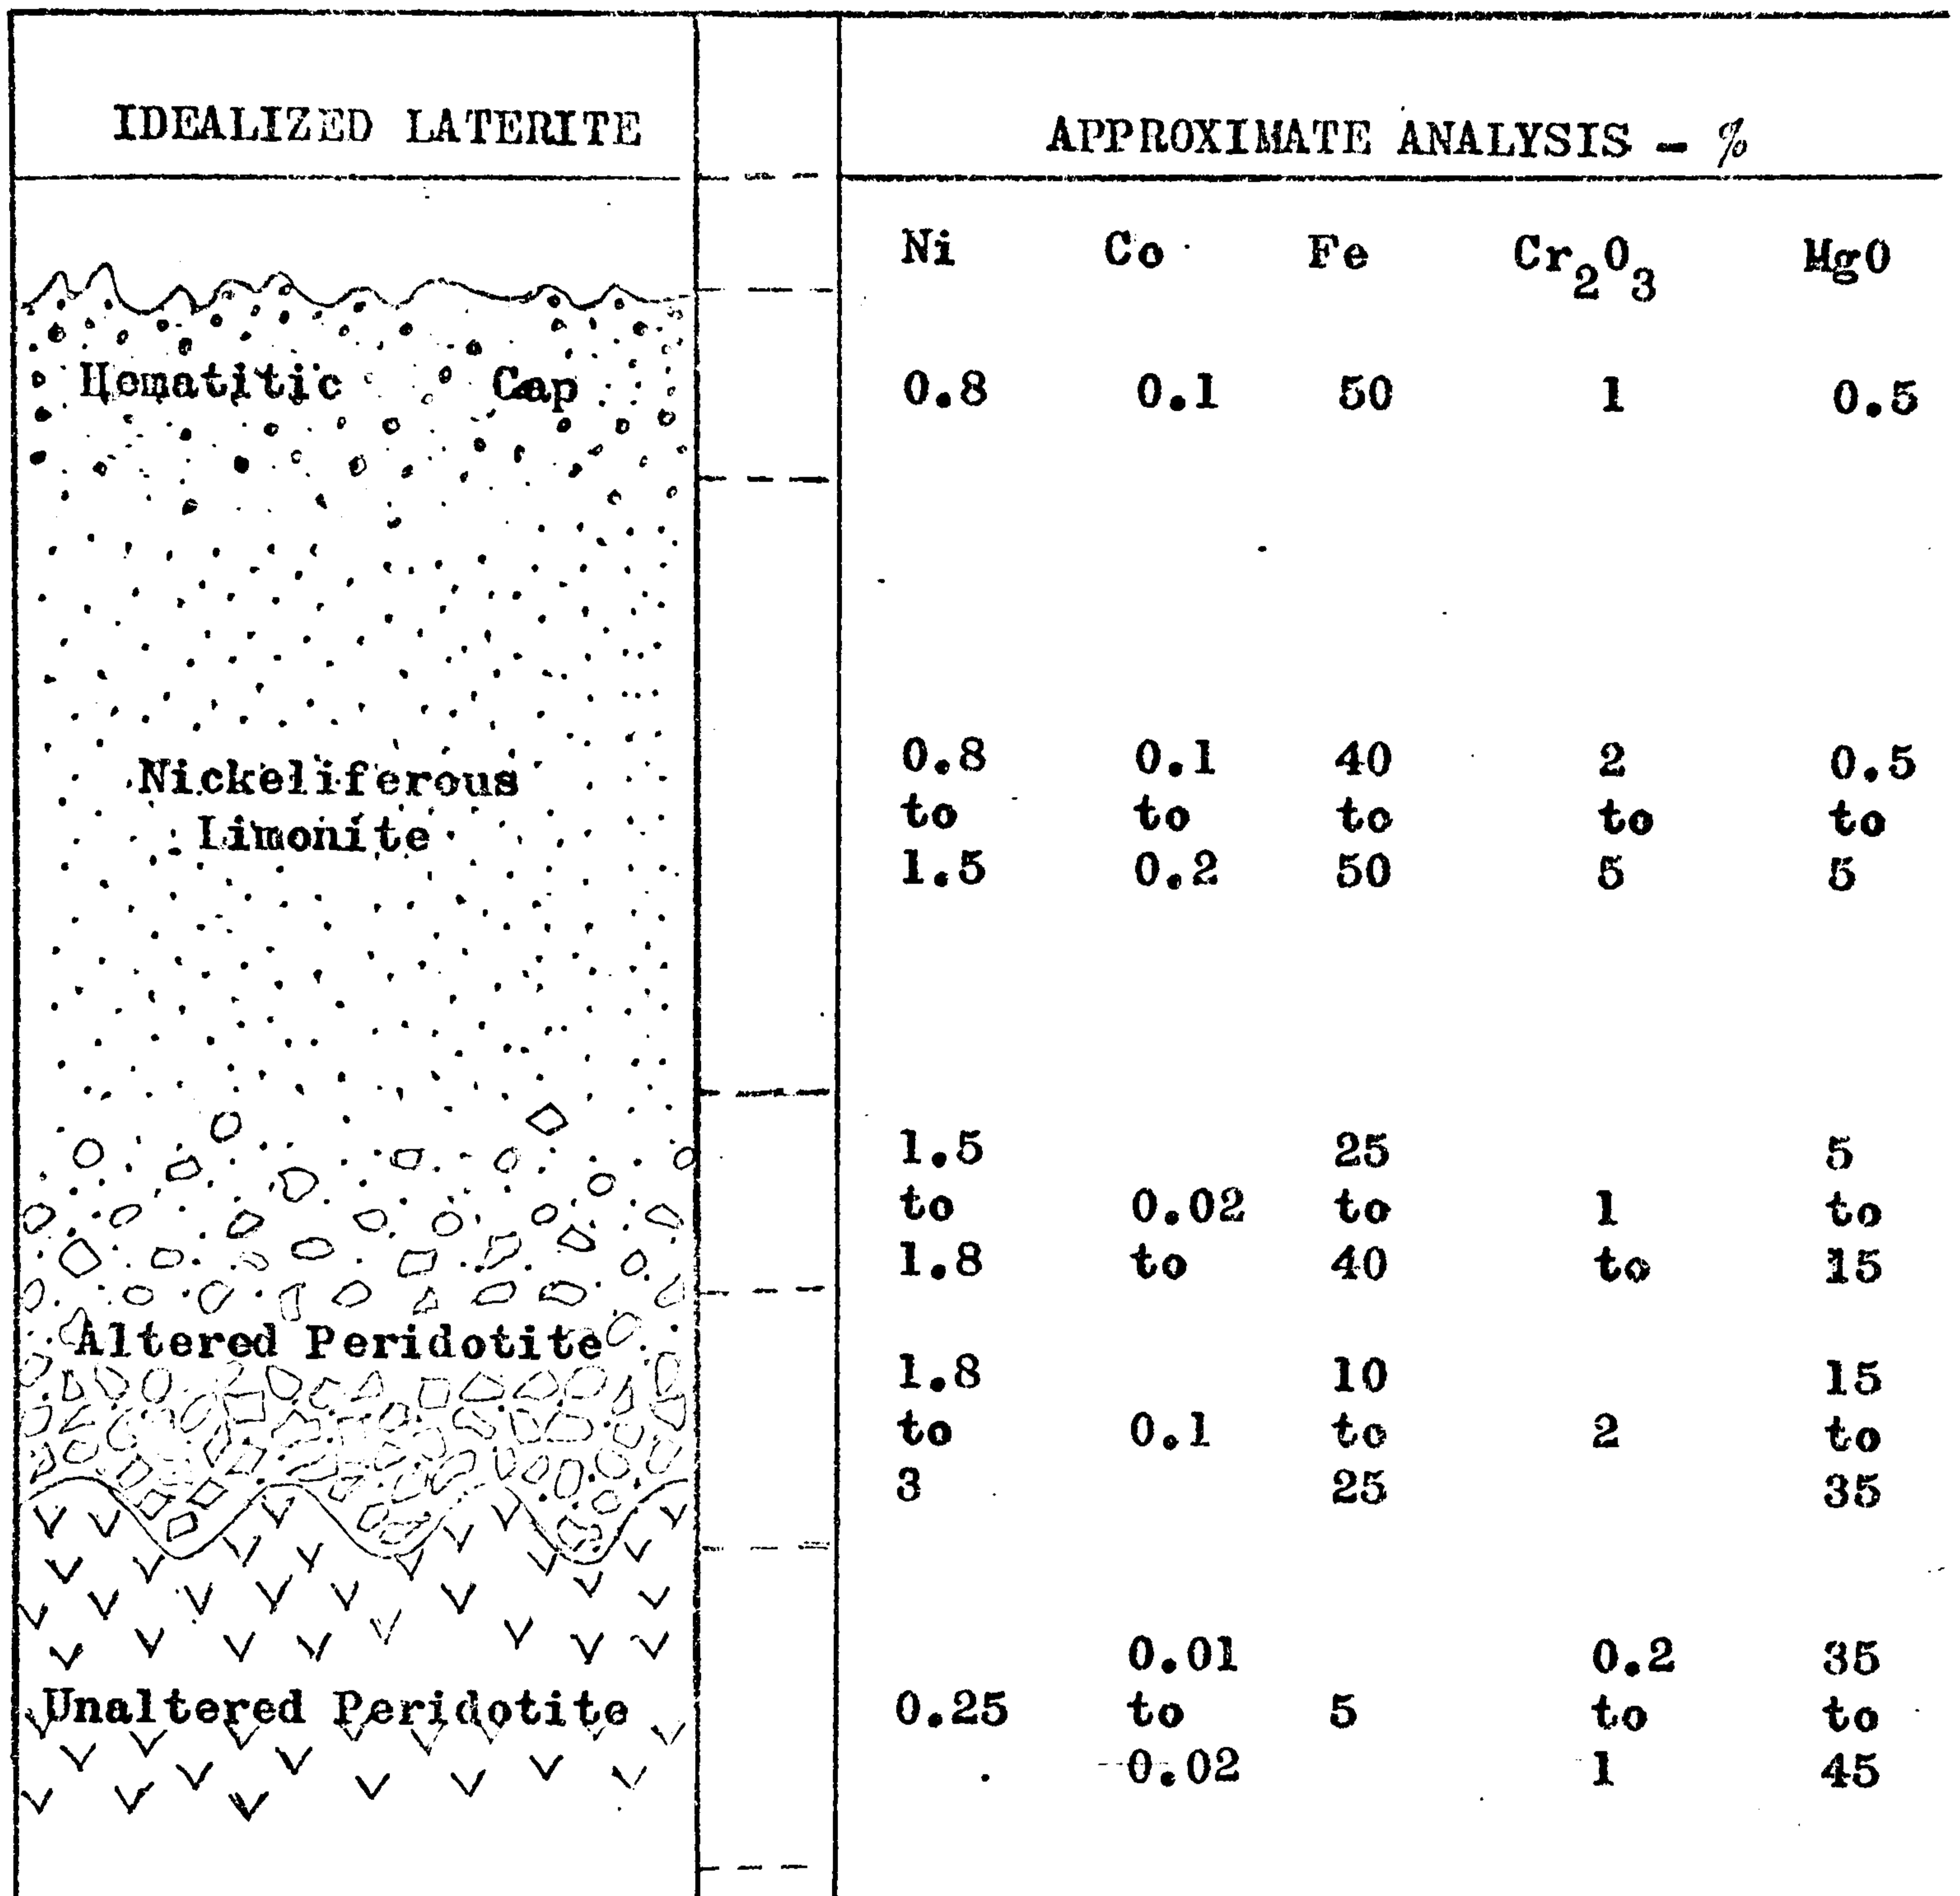 IDEALIZED LATERITE
APPROXIMATE ANALYSIS - %
Ni Co Fe Cr2O3 MgO
Hematitic Cap 0.8 0.1 50 1 0.5
0.8 0.1 40 2 0.5
Nickeliferous to to to to to
Limonite 1.5 0.2 50 5 5
1.5 25 5
to 0.02 to 1 to
1.8 to 40 to 15
Altered Peridotite
1.8 10 15
to 0.1 to 2 to
3 25 35
0.01 0.2 35
Unaltered Peridotite 0.25 to 5 to to
0.02 1 45